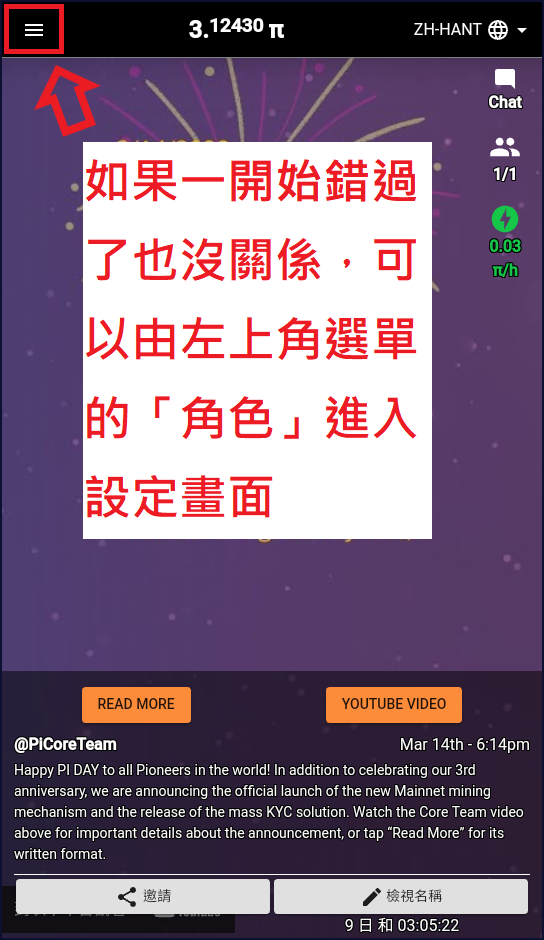 3.12430 π
ZH-HANT
Chat
1/1
0.03
π/h
如果一開始錯過
了也沒關係，可
以由左上角選單
的「角色」進入
設定畫面
READ MORE
YOUTUBE VIDEO
@PiCoreTeam
Mar 14th - 6:14pm
Happy PI DAY to all Pioneers in the world! In addition to celebrating our 3rd
anniversary, we are announcing the official launch of the new Mainnet mining
mechanism and the release of the mass KYC solution. Watch the Core Team video
above for important details about the announcement, or tap “Read More” for its
written format.
邀請
檢視名稱
9 日 和 03:05:22